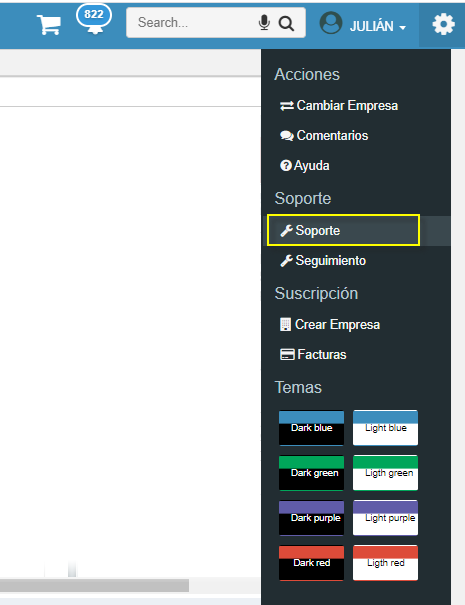 822
Search...
JULIÁN
Acciones
Cambiar Empresa
Comentarios
Ayuda
Soporte
Soporte
Seguimiento
Suscripción
Crear Empresa
Facturas
Temas
Dark blue Light blue
Dark green Ligth green
Dark purple Light purple
Dark red Ligth red